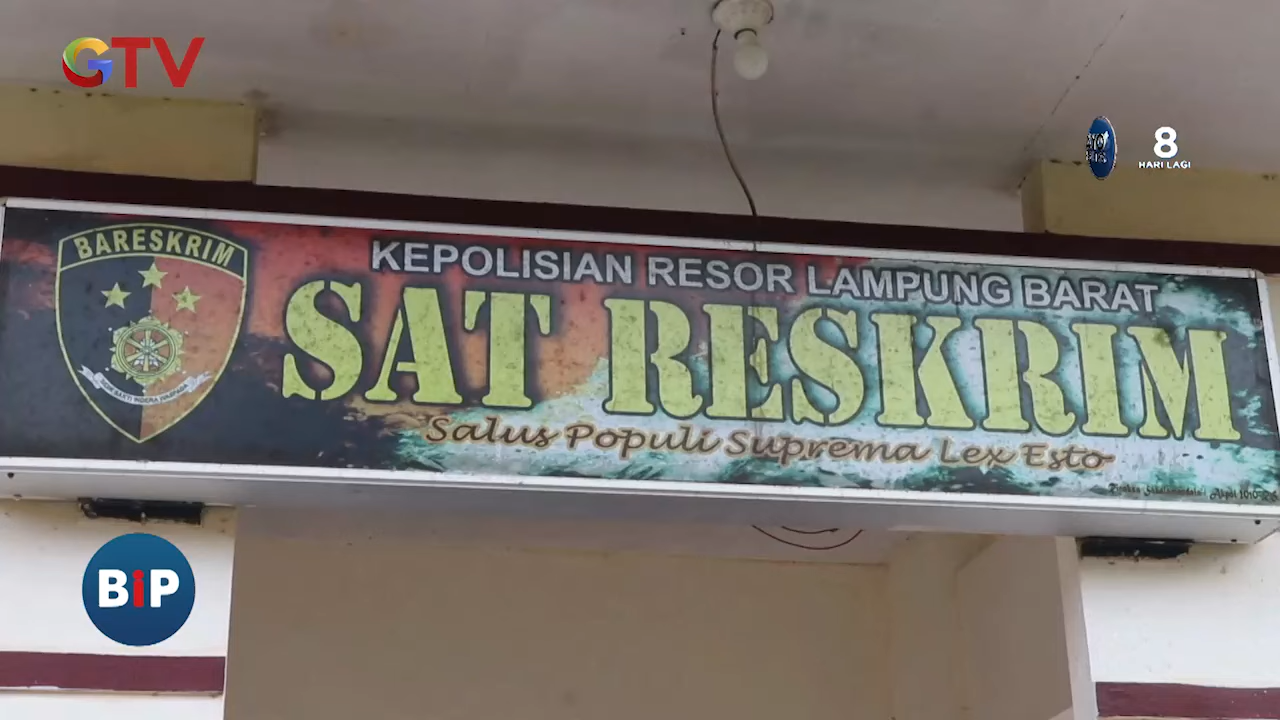 GTV
8
HARI LAGI
BARESKRIM
KEPOLISIAN RESOR LAMPUNG BARAT
SAT RESKRIM
Salus Populi Suprema Lex Esto
BiP